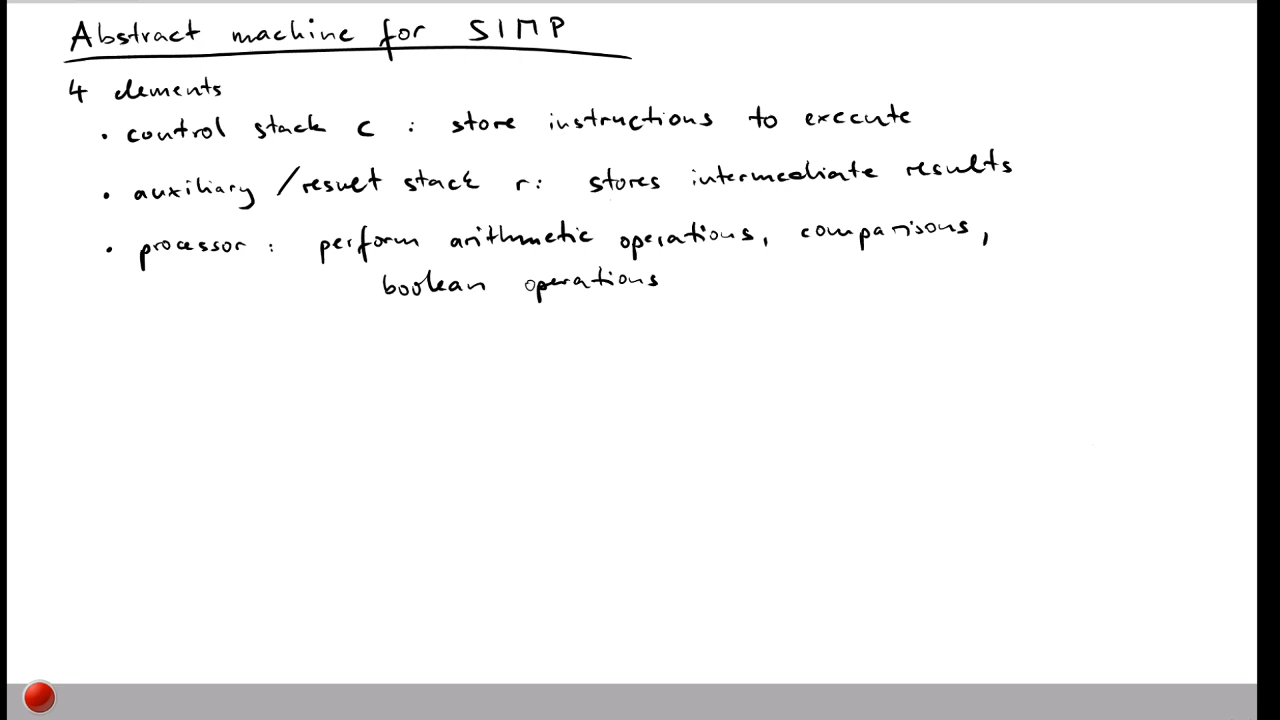 Abstract machine for SIMP
4 elements
• control stack c : store instructions to execute
• auxiliary / result stack r: stores intermediate results
• processor : perform arithmetic operations, comparisons,
boolean operations